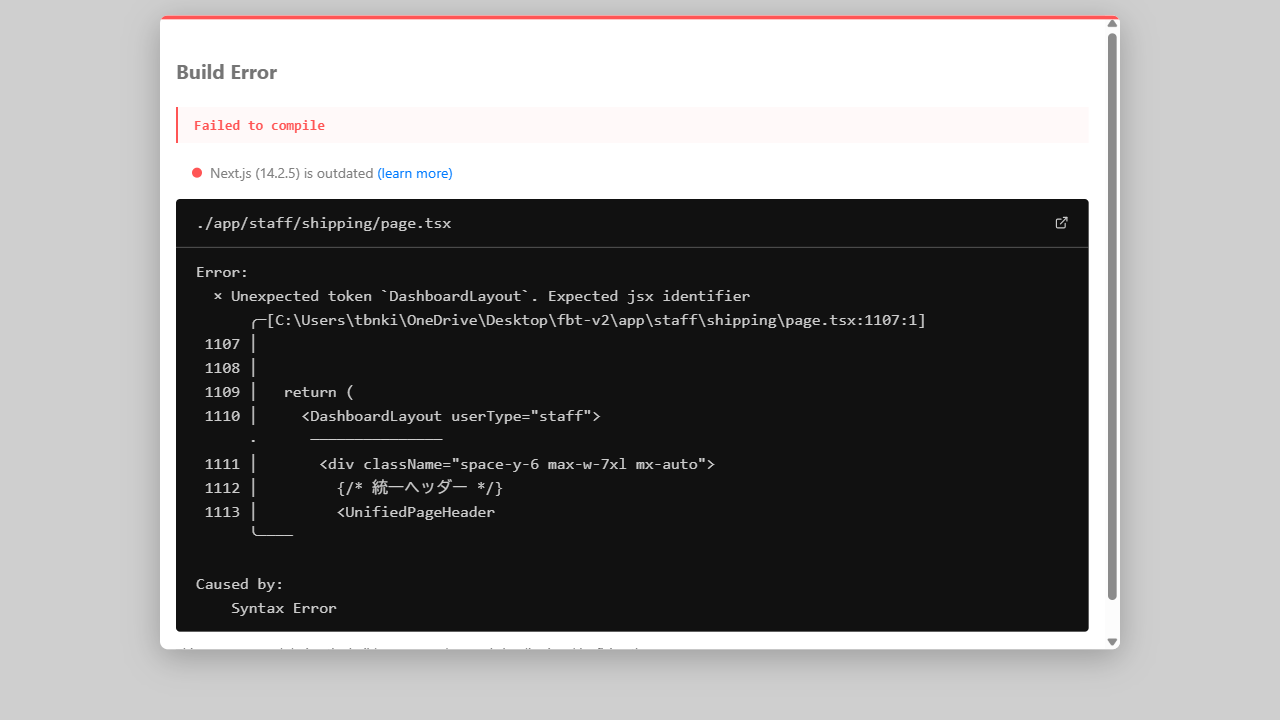 Build Error
Failed to compile
Next.js (14.2.5) is outdated (learn more)
./app/staff/shipping/page.tsx
Error:
× Unexpected token `DashboardLayout`. Expected jsx identifier
╭─[C:\Users\tbnki\OneDrive\Desktop\fbt-v2\app\staff\shipping\page.tsx:1107:1]
1107 │
1108 │
1109 │   return (
1110 │     <DashboardLayout userType="staff">
·      ───────────────
1111 │       <div className="space-y-6 max-w-7xl mx-auto">
1112 │         {/* 統一ヘッダー */}
1113 │         <UnifiedPageHeader
╰────
Caused by:
Syntax Error